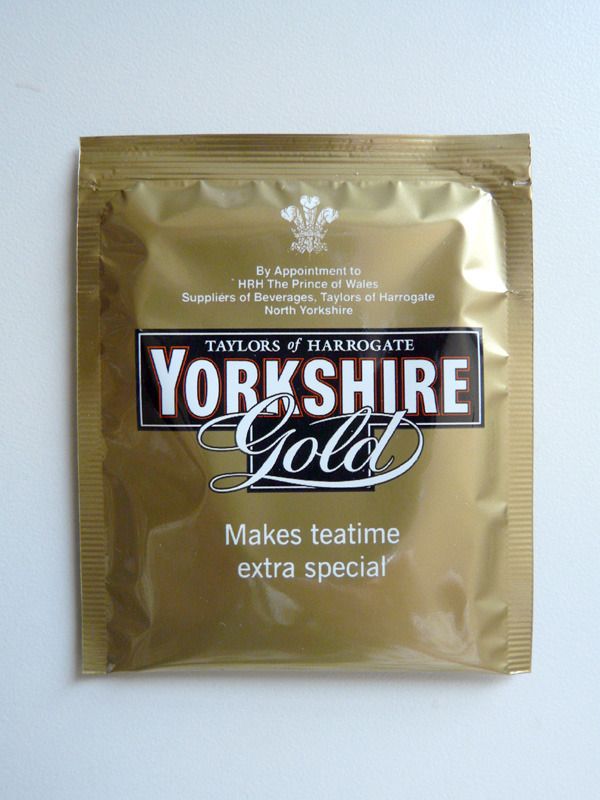 By Appointment to
HRH The Prince of Wales
Suppliers of Beverages, Taylors of Harrogate
North Yorkshire
TAYLORS of HARROGATE
YORKSHIRE
Gold
Makes teatime
extra special